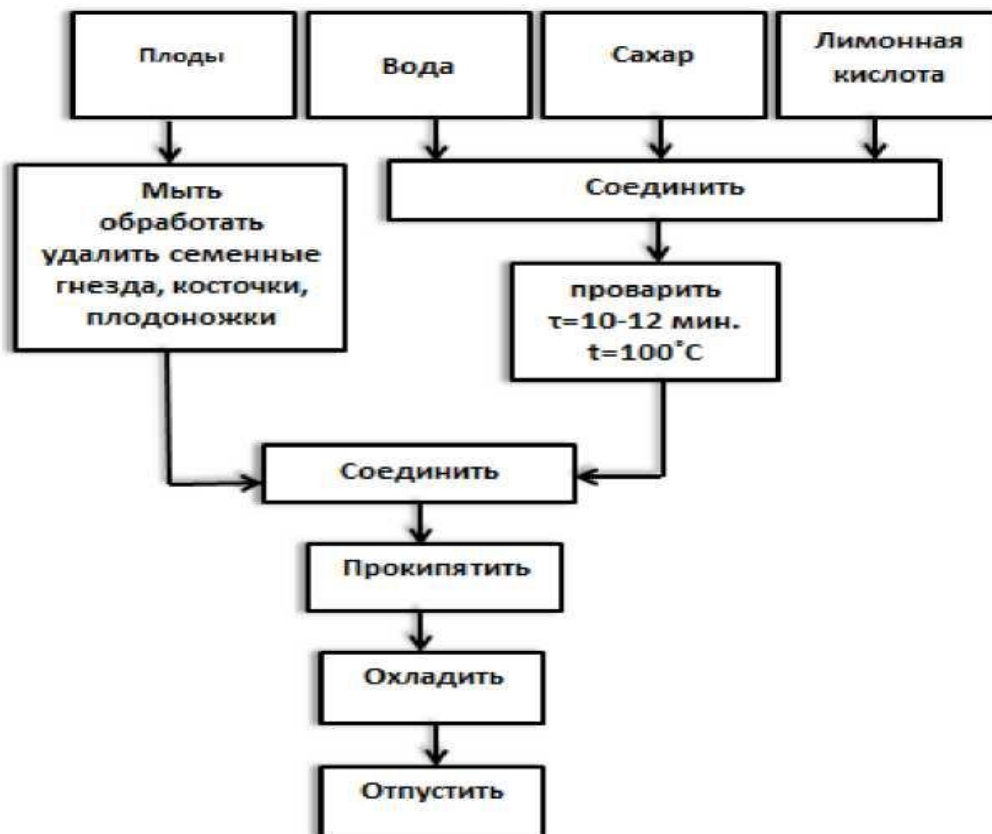 Плоды
Вода
Сахар
Лимонная
кислота
Мыть
обработать
удалить семенные
гнезда, косточки,
плодоножки
Соединить
проварить
τ=10-12 мин.
t=100˚C
Соединить
Прокипятить
Охладить
Отпустить